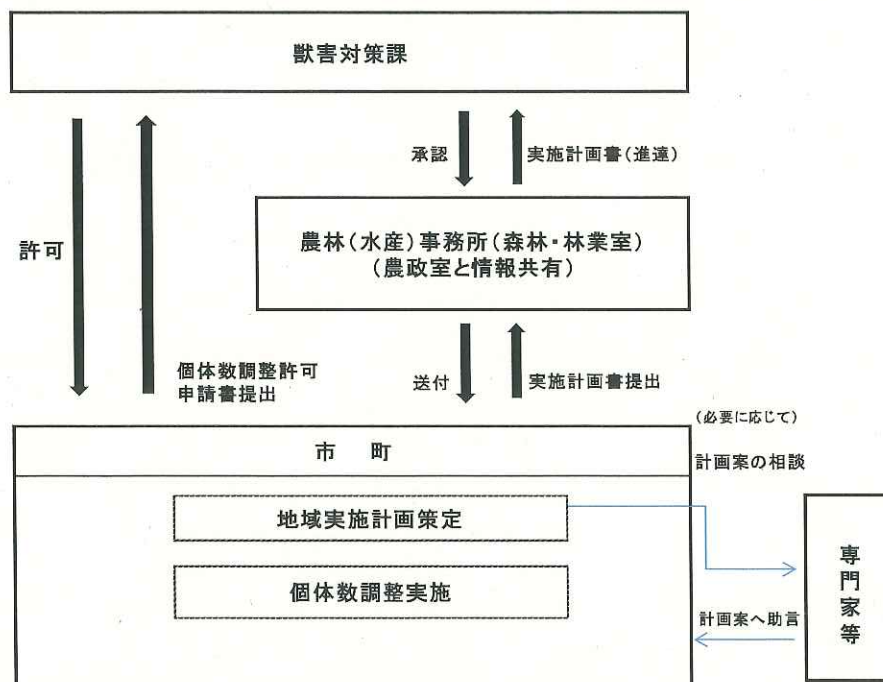 獣害対策課
承認
実施計画書(進達)
許可
農林(水産)事務所(森林・林業室)
(農政室と情報共有)
個体数調整許可
申請書提出
送付
実施計画書提出
(必要に応じて)
計画案の相談
市 町
地域実施計画策定
個体数調整実施
専門家等
計画案へ助言